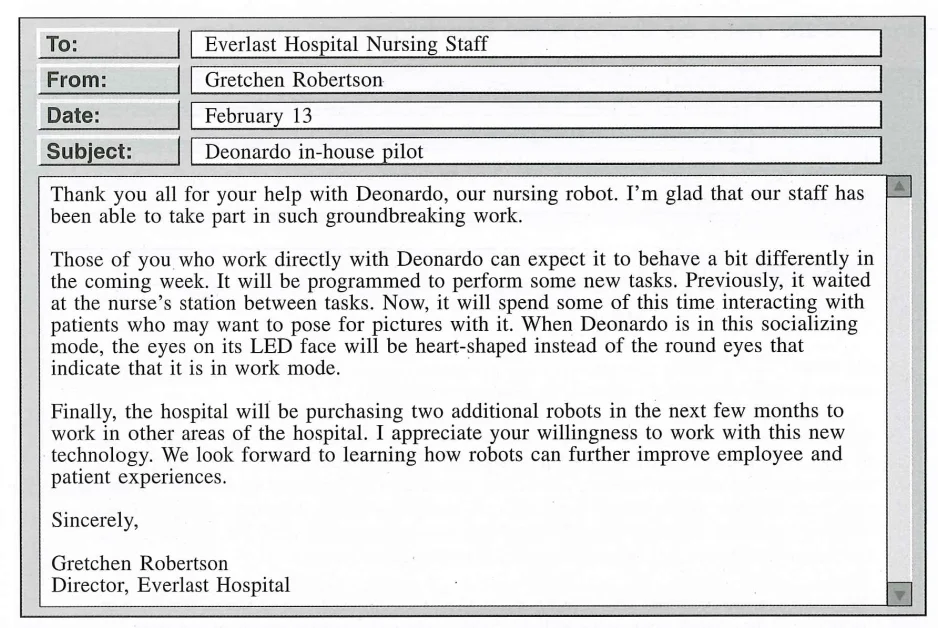 To: Everlast Hospital Nursing Staff
From: Gretchen Robertson
Date: February 13
Subject: Deonardo in-house pilot
Thank you all for your help with Deonardo, our nursing robot. I'm glad that our staff has
been able to take part in such groundbreaking work.
Those of you who work directly with Deonardo can expect it to behave a bit differently in
the coming week. It will be programmed to perform some new tasks. Previously, it waited
at the nurse's station between tasks. Now, it will spend some of this time interacting with
patients who may want to pose for pictures with it. When Deonardo is in this socializing
mode, the eyes on its LED face will be heart-shaped instead of the round eyes that
indicate that it is in work mode.
Finally, the hospital will be purchasing two additional robots in the next few months to
work in other areas of the hospital. I appreciate your willingness to work with this new
technology. We look forward to learning how robots can further improve employee and
patient experiences.
Sincerely,
Gretchen Robertson
Director, Everlast Hospital